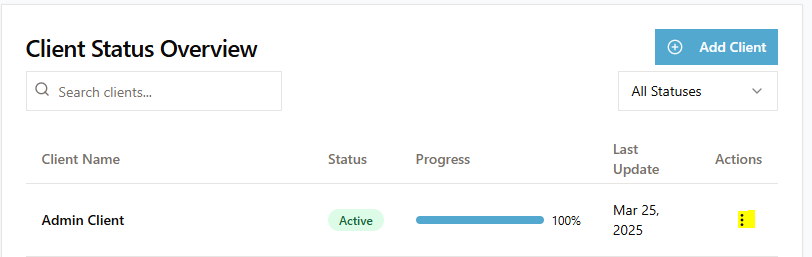 Client Status Overview
Add Client
Search clients...
All Statuses
Client Name
Status
Progress
Last
Update
Actions
Admin Client
Active
100%
Mar 25,
2025